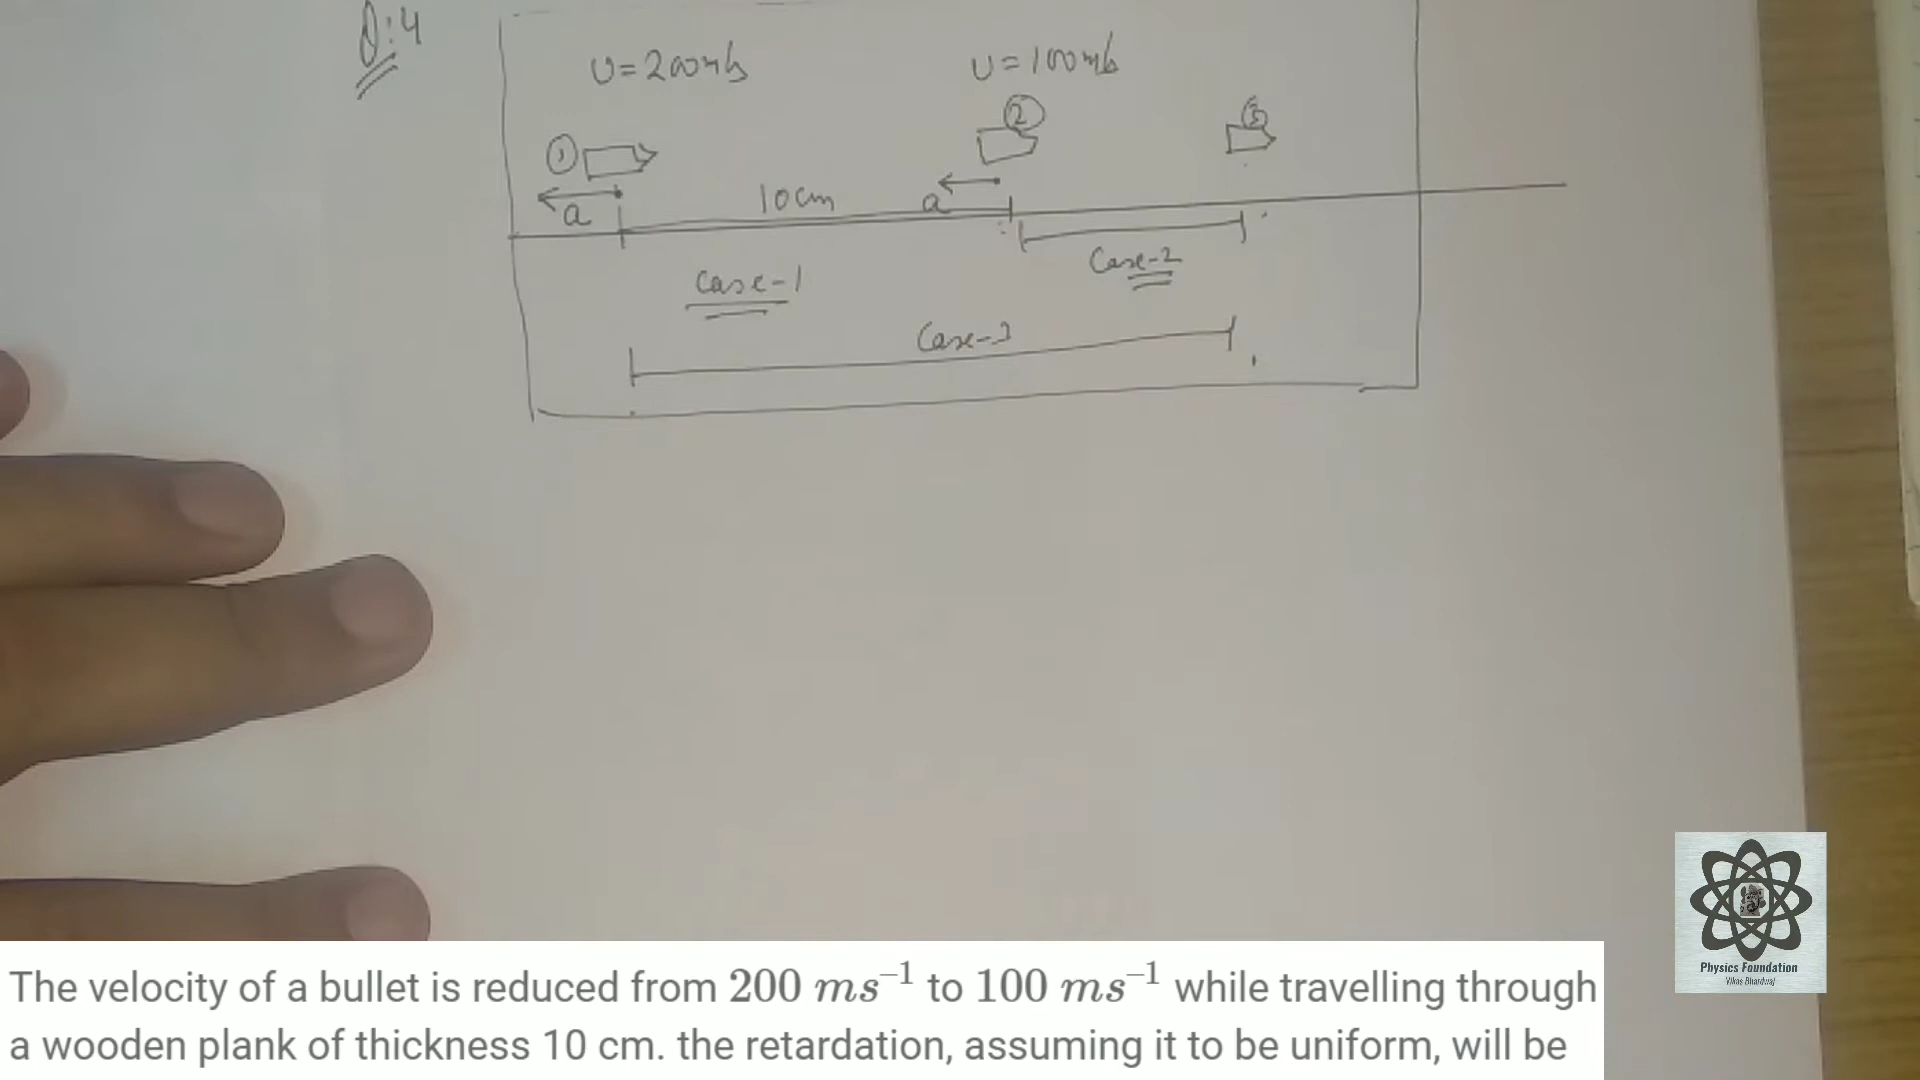 Q:4
U=200m/s
U=100m/s
①
②
③
a
10cm
a
Case-1
Case-2
Case-3
Physics Foundation
Vikas Bhardwaj
The velocity of a bullet is reduced from 200 ms⁻¹ to 100 ms⁻¹ while travelling through
a wooden plank of thickness 10 cm. the retardation, assuming it to be uniform, will be